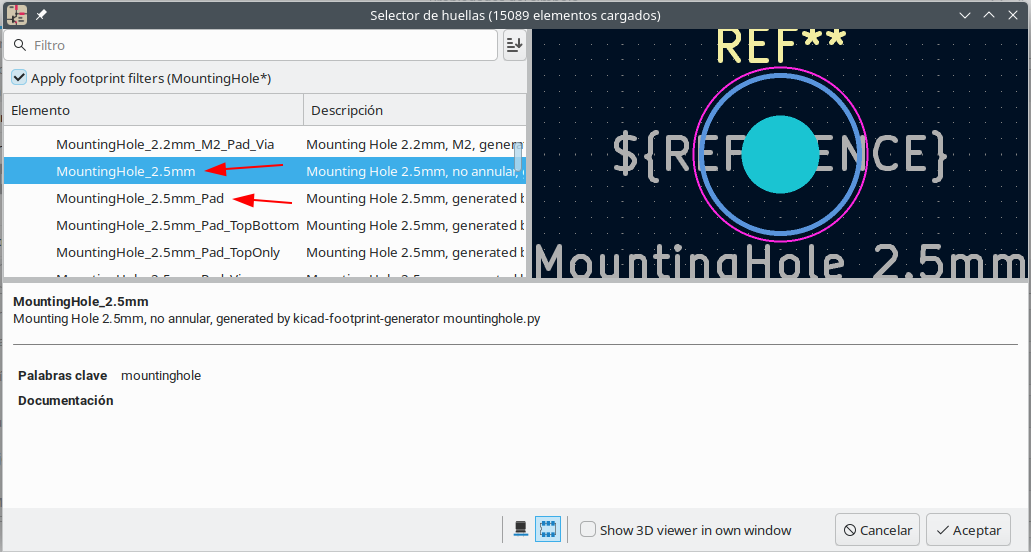 Selector de huellas (15089 elementos cargados)
Filtro
Apply footprint filters (MountingHole*)
Elemento Descripción
MountingHole_2.2mm_M2_Pad_Via Mounting Hole 2.2mm, M2, gener
MountingHole_2.5mm Mounting Hole 2.5mm, no annular,
MountingHole_2.5mm_Pad Mounting Hole 2.5mm, generated b
MountingHole_2.5mm_Pad_TopBottom Mounting Hole 2.5mm, generated b
MountingHole_2.5mm_Pad_TopOnly Mounting Hole 2.5mm, generated b
REF**
${REFERENCE}
MountingHole_2.5mm
MountingHole_2.5mm
Mounting Hole 2.5mm, no annular, generated by kicad-footprint-generator mountinghole.py
Palabras clave mountinghole
Documentación
Show 3D viewer in own window
Cancelar
Aceptar